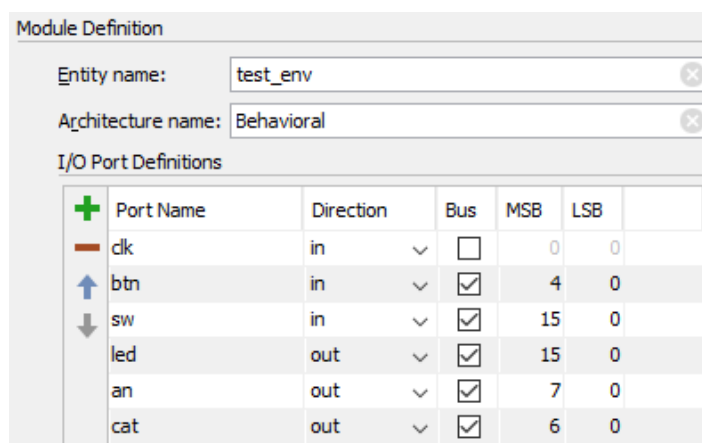 Module Definition
Entity name: test_env
Architecture name: Behavioral
I/O Port Definitions
Port Name Direction Bus MSB LSB
clk in 0 0
btn in 4 0
sw in 15 0
led out 15 0
an out 7 0
cat out 6 0